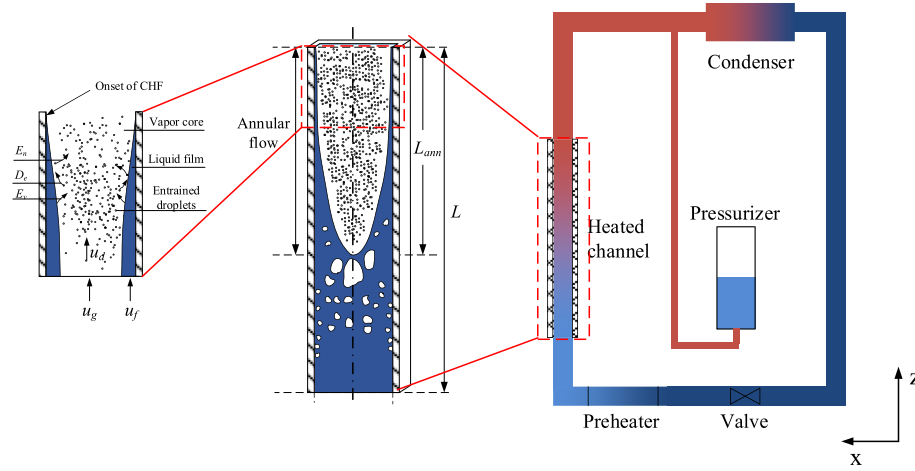 Onset of CHF
Vapor core
Liquid film
Entrained
droplets
E_n
D_e
E_v
u_d
u_g
u_f
Annular
flow
L_ann
L
Condenser
Heated
channel
Pressurizer
Preheater
Valve
Z
X